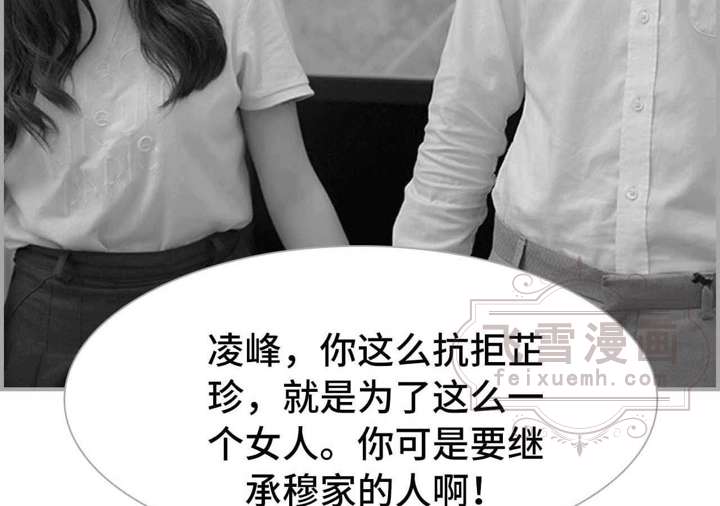 飞雪漫画
feixuemh.com
凌峰，你这么抗拒芷
珍，就是为了这么一
个女人。你可是要继
承穆家的人啊！